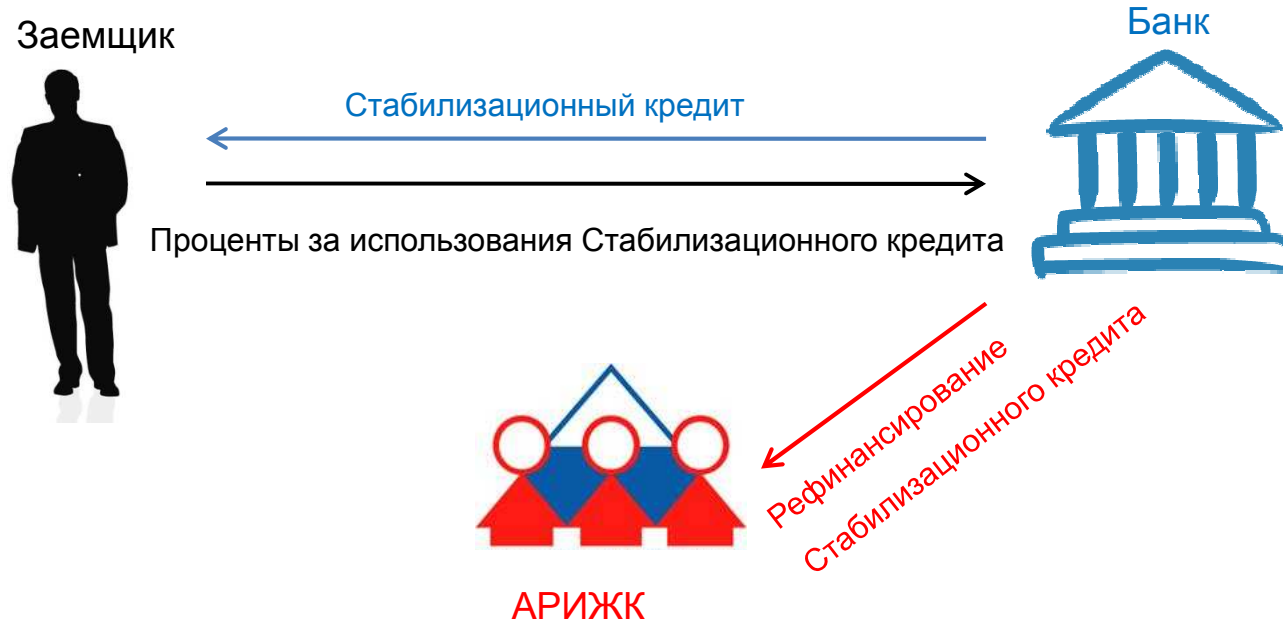 Заемщик
Банк
Стабилизационный кредит
Проценты за использования Стабилизационного кредита
Рефинансирование
Стабилизационного кредита
АРИЖК